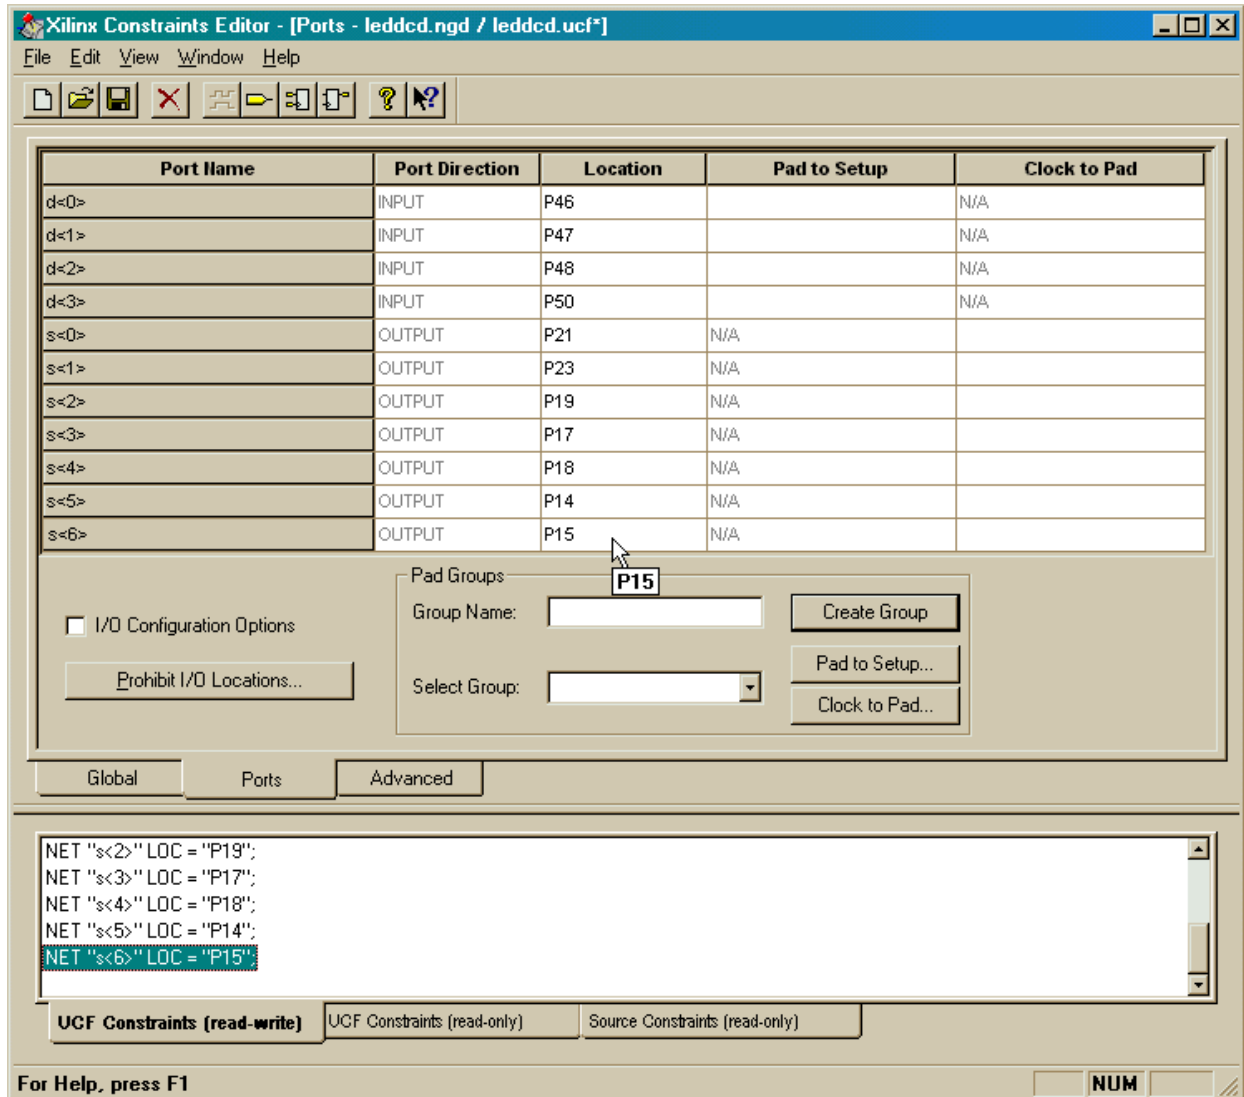 Xilinx Constraints Editor - [Ports - leddcd.ngd / leddcd.ucf*]
File Edit View Window Help
Port Name Port Direction Location Pad to Setup Clock to Pad
d<0> INPUT P46 N/A
d<1> INPUT P47 N/A
d<2> INPUT P48 N/A
d<3> INPUT P50 N/A
s<0> OUTPUT P21 N/A
s<1> OUTPUT P23 N/A
s<2> OUTPUT P19 N/A
s<3> OUTPUT P17 N/A
s<4> OUTPUT P18 N/A
s<5> OUTPUT P14 N/A
s<6> OUTPUT P15 N/A
P15
Pad Groups
I/O Configuration Options
Prohibit I/O Locations...
Group Name:
Create Group
Select Group:
Pad to Setup...
Clock to Pad...
Global Ports Advanced
NET "s<2>" LOC = "P19";
NET "s<3>" LOC = "P17";
NET "s<4>" LOC = "P18";
NET "s<5>" LOC = "P14";
NET "s<6>" LOC = "P15";
UCF Constraints (read-write) UCF Constraints (read-only) Source Constraints (read-only)
For Help, press F1 NUM